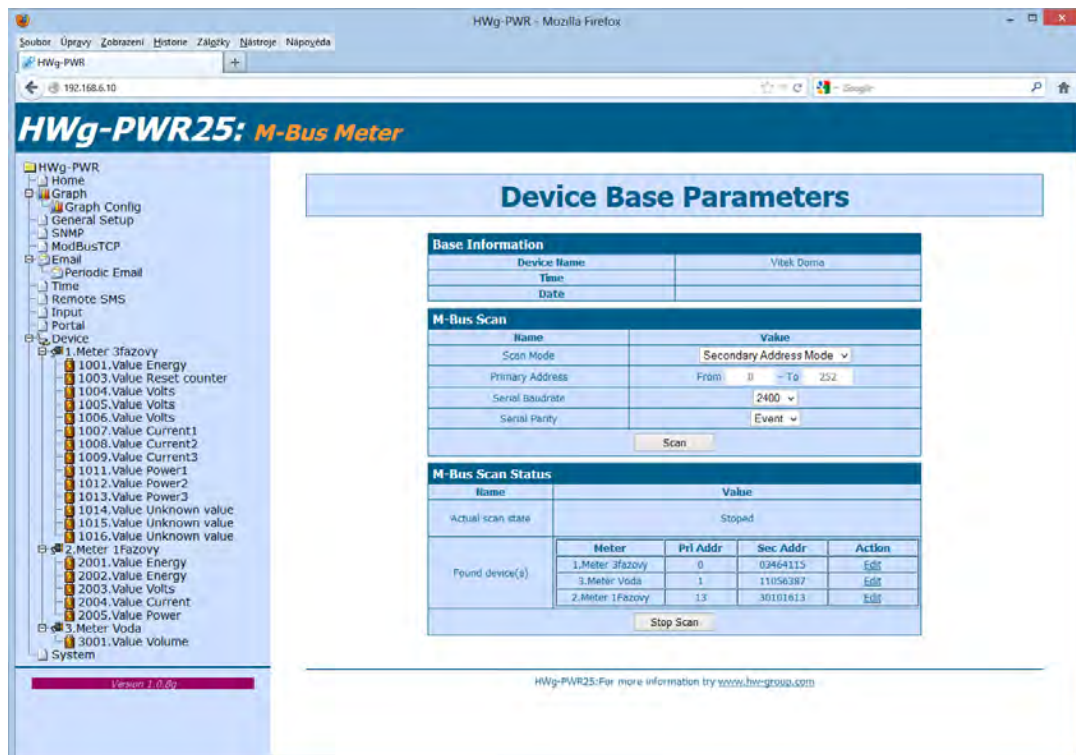 HWg-PWR - Mozilla Firefox
Soubor Úpravy Zobrazení Historie Záložky Nástroje Nápověda
HWg-PWR +
192.168.6.10
Google
HWg-PWR25: M-Bus Meter
HWg-PWR
Home
Graph
Graph Config
General Setup
SNMP
ModBusTCP
Email
Periodic Email
Time
Remote SMS
Input
Portal
Device
1.Meter 3fazovy
1001.Value Energy
1003.Value Reset counter
1004.Value Volts
1005.Value Volts
1006.Value Volts
1007.Value Current1
1008.Value Current2
1009.Value Current3
1011.Value Power1
1012.Value Power2
1013.Value Power3
1014.Value Unknown value
1015.Value Unknown value
1016.Value Unknown value
2.Meter 1Fazovy
2001.Value Energy
2002.Value Energy
2003.Value Volts
2004.Value Current
2005.Value Power
3.Meter Voda
3001.Value Volume
System
Version 1.0.8g
Device Base Parameters
Base Information
Device Name Vitek Doma
Time
Date
M-Bus Scan
Name Value
Scan Mode Secondary Address Mode
Primary Address From 0 - To 252
Serial Baudrate 2400
Serial Parity Event
Scan
M-Bus Scan Status
Name Value
Actual scan state Stoped
Found device(s)
Meter Pri Addr Sec Addr Action
1.Meter 3fazovy 0 03464115 Edit
3.Meter Voda 1 11056387 Edit
2.Meter 1Fazovy 13 30101613 Edit
Stop Scan
HWg-PWR25:For more information try www.hw-group.com